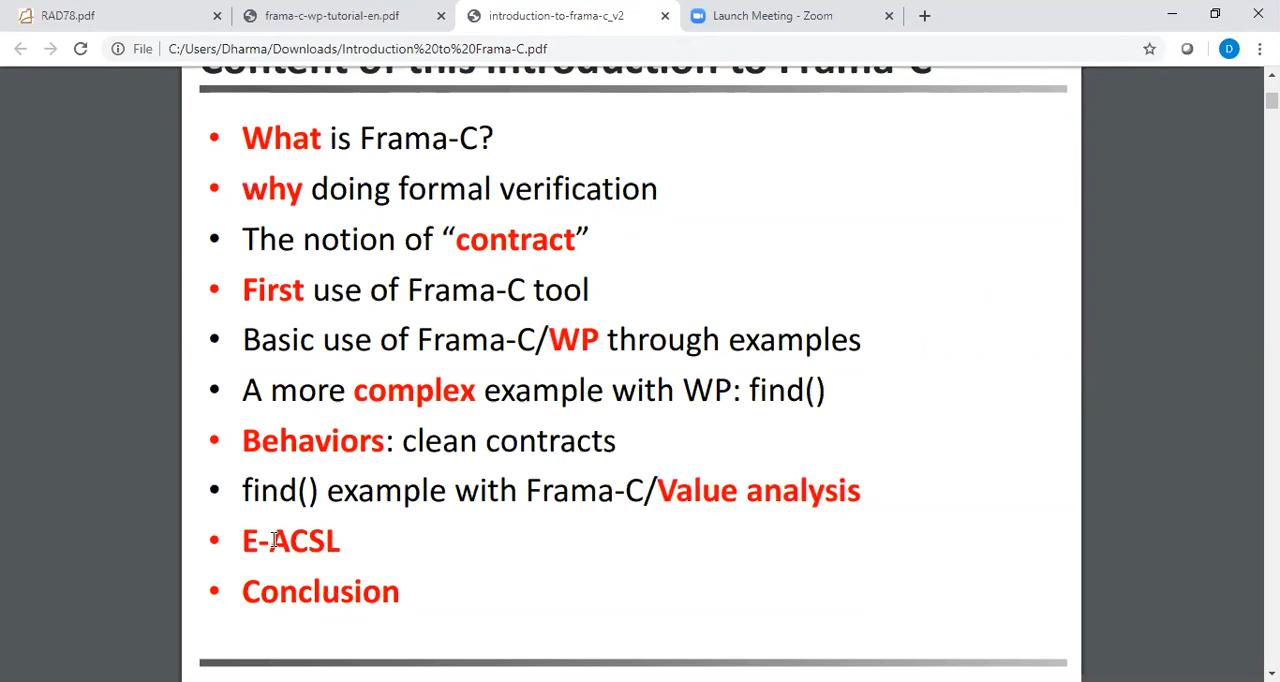 RAD78.pdf
frama-c-wp-tutorial-en.pdf
introduction-to-frama-c_v2
Launch Meeting - Zoom
File
C:/Users/Dharma/Downloads/Introduction%20to%20Frama-C.pdf
D
Content of this Introduction to Frama-C
• What is Frama-C?
• why doing formal verification
• The notion of “contract”
• First use of Frama-C tool
• Basic use of Frama-C/WP through examples
• A more complex example with WP: find()
• Behaviors: clean contracts
• find() example with Frama-C/Value analysis
• E-ACSL
• Conclusion